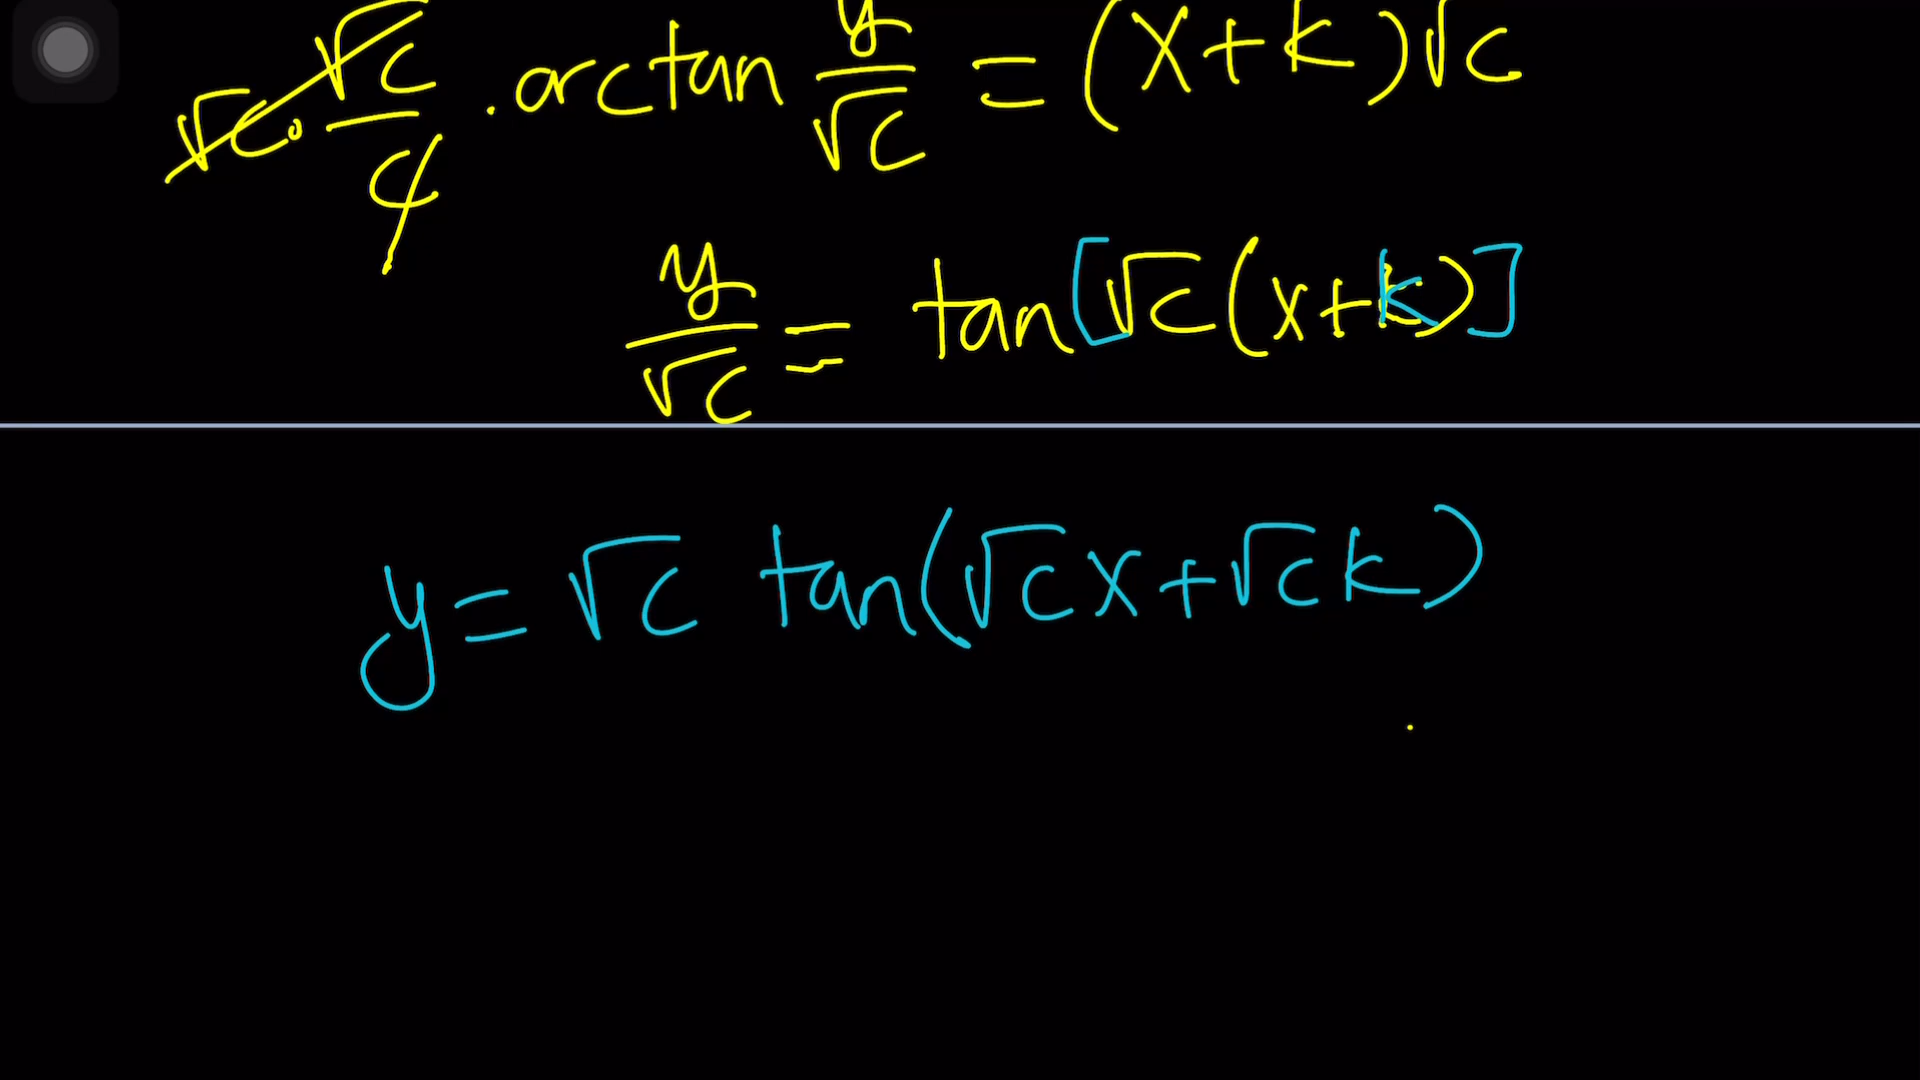 √c · √c/4 · arctan y/√c = (x+k)√c
y/√c = tan[√c(x+k)]
y = √c tan(√c x + √c k)